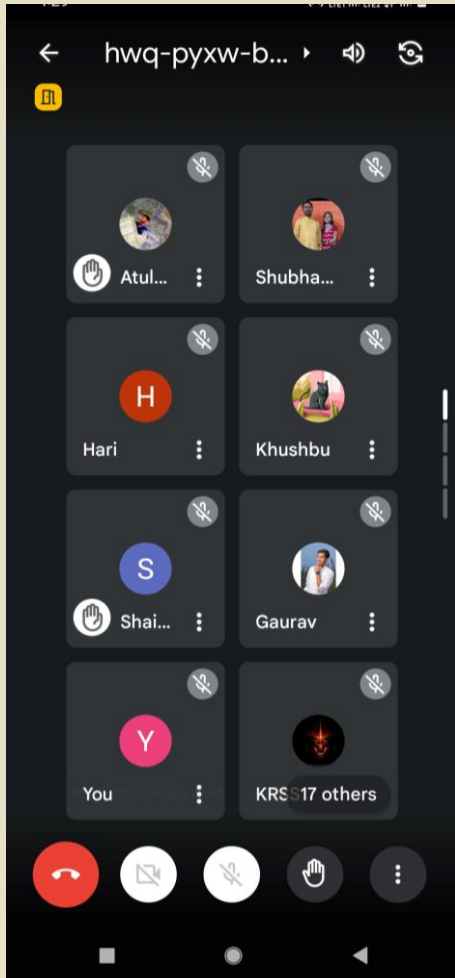 hwq-pyxw-b...
Atul...
Shubha...
H
Hari
Khushbu
S
Shai...
Gaurav
Y
You
KRS
17 others